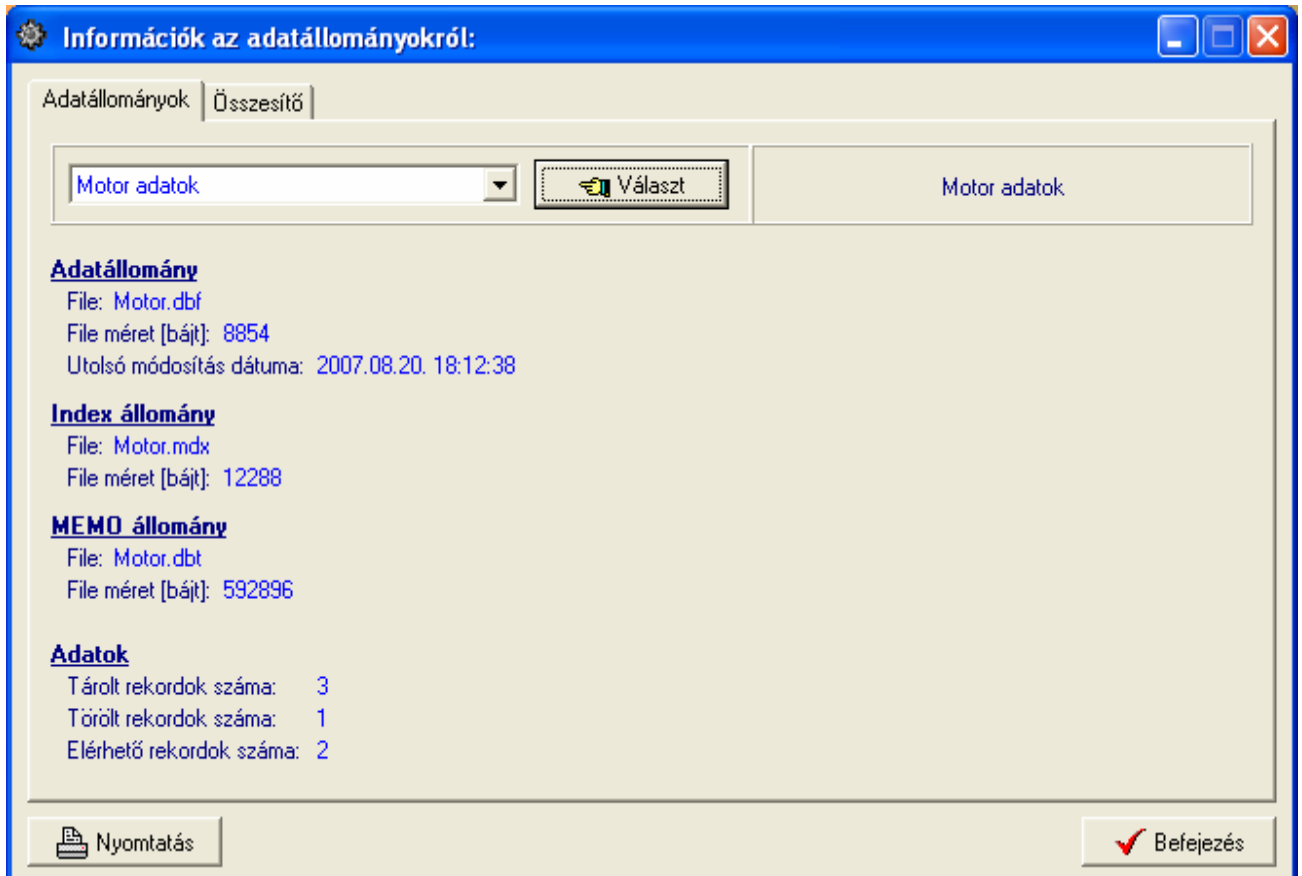 Információk az adatállományokról:
Adatállományok Összesítő
Motor adatok Választ Motor adatok
Adatállomány
File: Motor.dbf
File méret [bájt]: 8854
Utolsó módosítás dátuma: 2007.08.20. 18:12:38
Index állomány
File: Motor.mdx
File méret [bájt]: 12288
MEMO állomány
File: Motor.dbt
File méret [bájt]: 592896
Adatok
Tárolt rekordok száma: 3
Törölt rekordok száma: 1
Elérhető rekordok száma: 2
Nyomtatás Befejezés